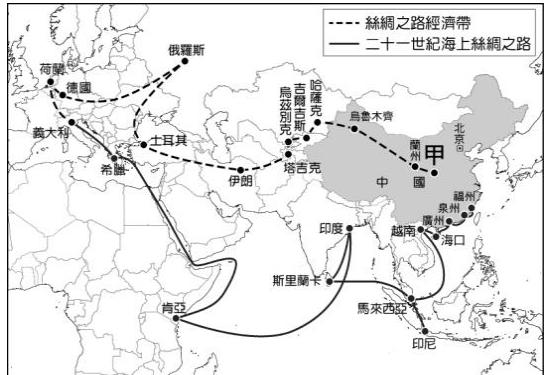 絲綢之路經濟帶
二十一世紀海上絲綢之路
俄羅斯
荷蘭
德國
義大利
希臘
土耳其
伊朗
烏茲別克
吉爾吉斯
哈薩克
塔吉克
烏魯木齊
蘭州
甲
北京
中國
福州
泉州
廣州
海口
越南
印度
斯里蘭卡
馬來西亞
印尼
肯亞